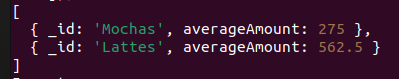 [
  { _id: 'Mochas', averageAmount: 275 },
  { _id: 'Lattes', averageAmount: 562.5 }
]